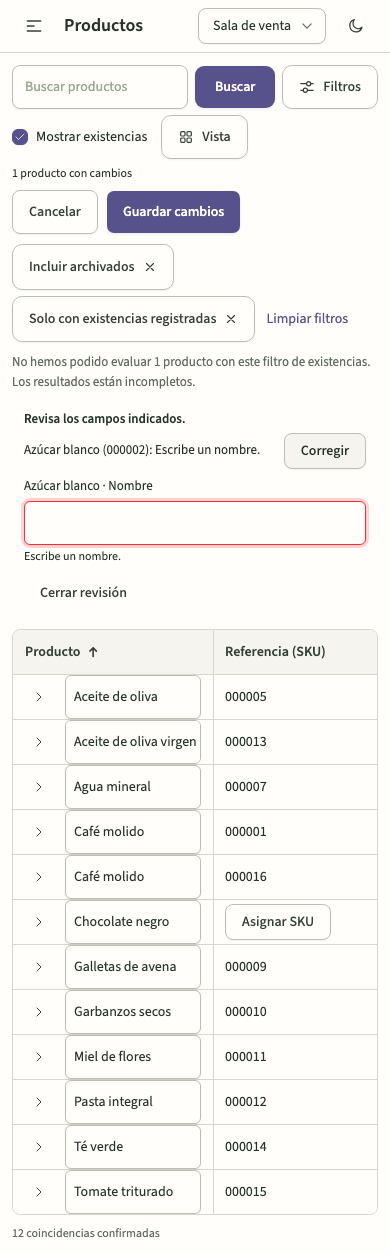 Productos
Sala de venta
Buscar productos
Buscar
Filtros
Mostrar existencias
Vista
1 producto con cambios
Cancelar
Guardar cambios
Incluir archivados
Solo con existencias registradas
Limpiar filtros
No hemos podido evaluar 1 producto con este filtro de existencias.
Los resultados están incompletos.
Revisa los campos indicados.
Azúcar blanco (000002): Escribe un nombre.
Corregir
Azúcar blanco · Nombre
Escribe un nombre.
Cerrar revisión
Producto Referencia (SKU)
Aceite de oliva 000005
Aceite de oliva virgen 000013
Agua mineral 000007
Café molido 000001
Café molido 000016
Chocolate negro Asignar SKU
Galletas de avena 000009
Garbanzos secos 000010
Miel de flores 000011
Pasta integral 000012
Té verde 000014
Tomate triturado 000015
12 coincidencias confirmadas